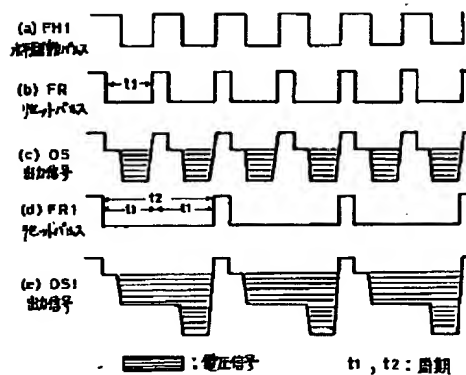 (a) FH1
水平駆動パルス
(b) FR
リセットパルス
t1
(c) OS
出力信号
t2
(d) FR1
t1 t1
リセットパルス
(e) OS1
出力信号
:電圧信号 t1, t2:周期